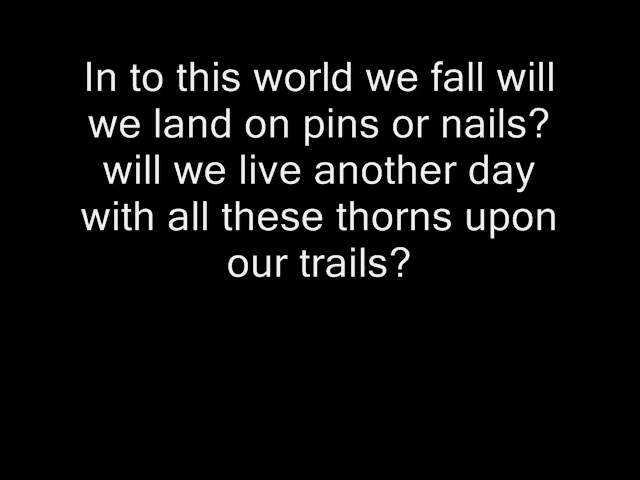 In to this world we fall will
we land on pins or nails?
will we live another day
with all these thorns upon
our trails?